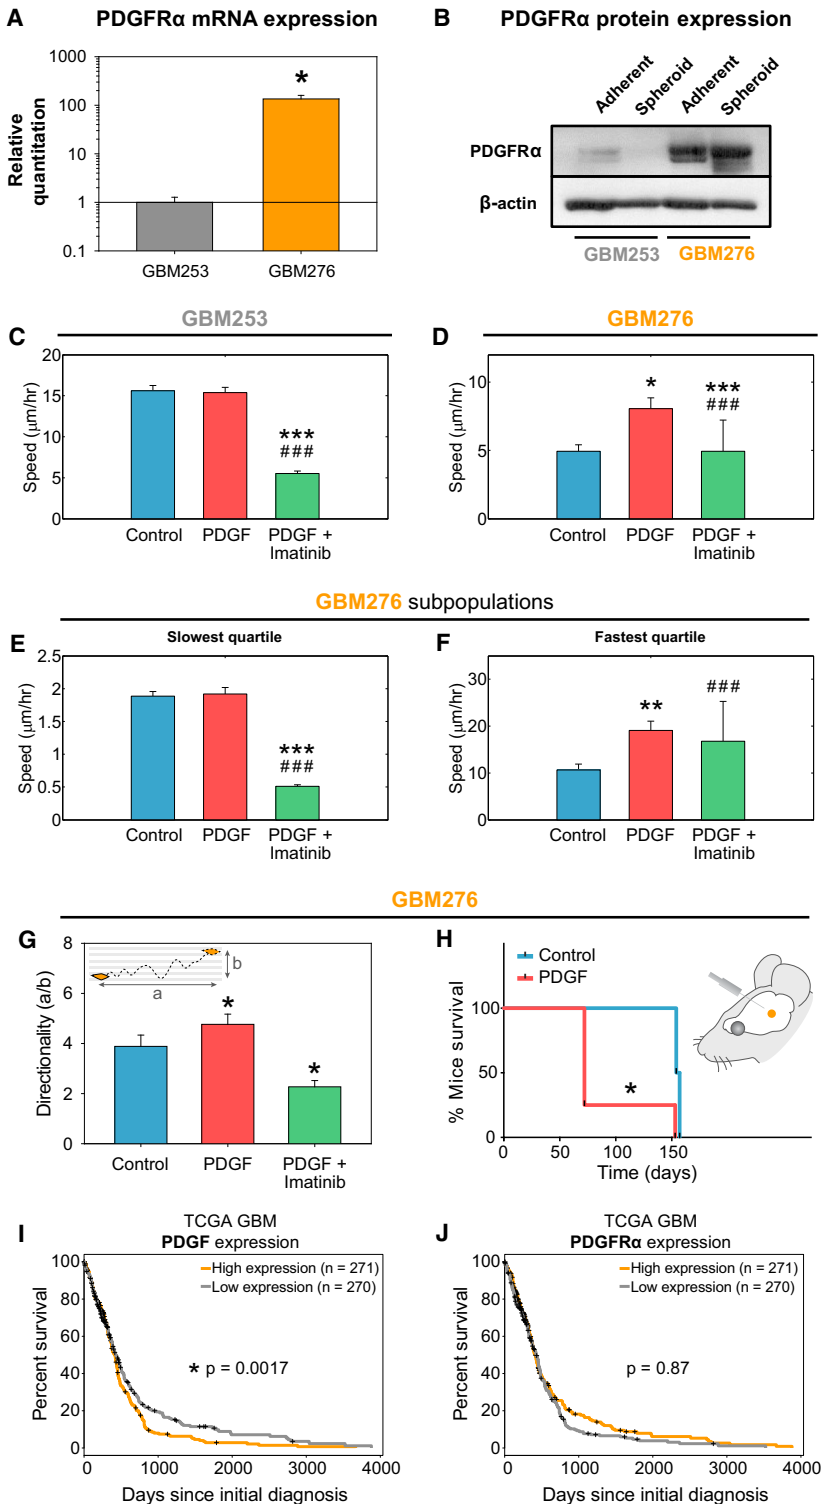 A PDGFRα mRNA expression
1000
100
10
1
0.1
Relative
quantitation
*
GBM253 GBM276
B PDGFRα protein expression
Adherent Spheroid Adherent Spheroid
PDGFRα
β-actin
GBM253 GBM276
GBM253
C
20
15
10
5
0
Speed (μm/hr)
***
###
Control PDGF PDGF +
Imatinib
GBM276
D
10
5
0
Speed (μm/hr)
* ***
###
Control PDGF PDGF +
Imatinib
GBM276 subpopulations
E Slowest quartile
2.5
2
1.5
1
0.5
0
Speed (μm/hr)
***
###
Control PDGF PDGF +
Imatinib
F Fastest quartile
30
20
10
0
Speed (μm/hr)
** ###
Control PDGF PDGF +
Imatinib
GBM276
G
8
6
4
2
0
Directionality (a/b)
a b
* *
Control PDGF PDGF +
Imatinib
H
Control
PDGF
100
50
0
% Mice survival
*
0 50 100 150
Time (days)
I TCGA GBM
PDGF expression
High expression (n = 271)
Low expression (n = 270)
100
80
60
40
20
0
Percent survival
* p = 0.0017
0 1000 2000 3000 4000
Days since initial diagnosis
J TCGA GBM
PDGFRα expression
High expression (n = 271)
Low expression (n = 270)
100
80
60
40
20
0
Percent survival
p = 0.87
0 1000 2000 3000 4000
Days since initial diagnosis